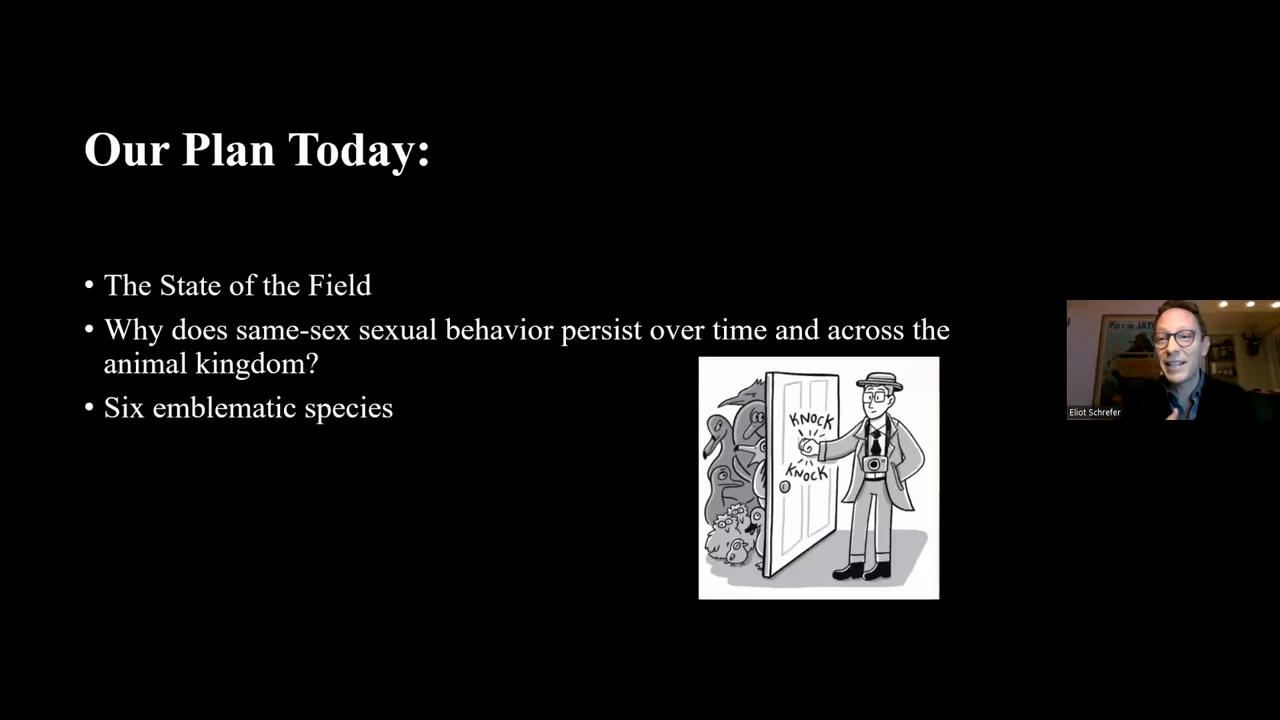 Our Plan Today:
• The State of the Field
• Why does same-sex sexual behavior persist over time and across the
animal kingdom?
• Six emblematic species
KNOCK
KNOCK
Eliot Schrefer